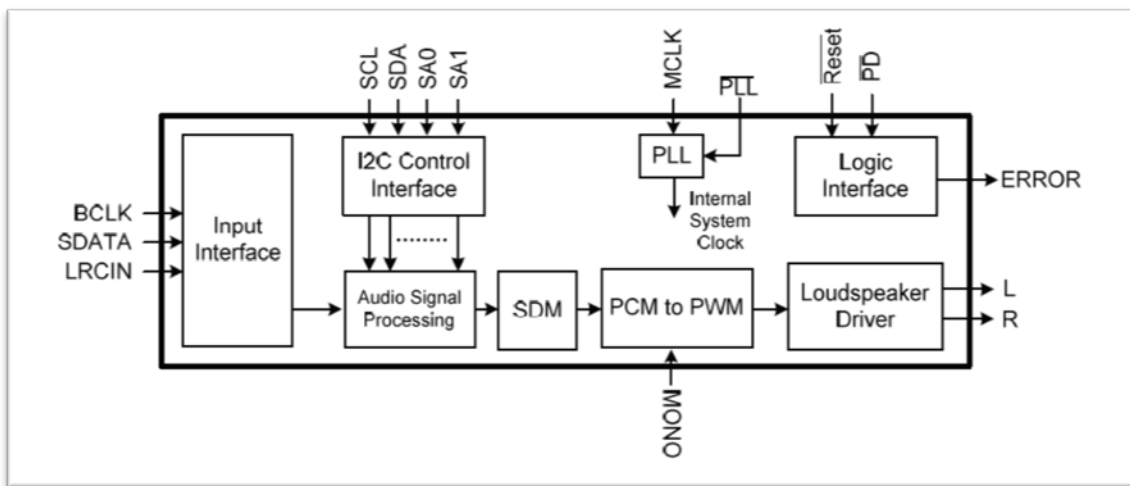 SCL
SDA
SA0
SA1
MCLK
PLL
Reset
PD
I2C Control
Interface
PLL
Logic
Interface
ERROR
Internal
System
Clock
BCLK
SDATA
LRCIN
Input
Interface
Audio Signal
Processing
SDM
PCM to PWM
Loudspeaker
Driver
L
R
MONO